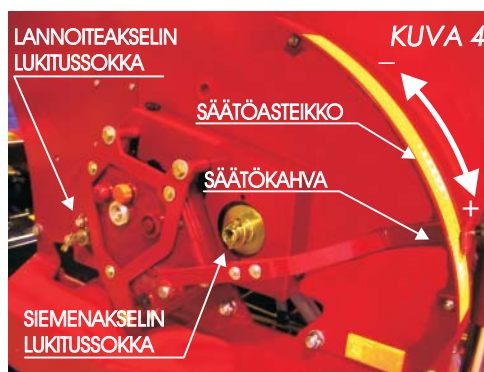 LANNOITEAKSELIN
LUKITUSSOKKA
KUVA 4
–
SÄÄTÖASTEIKKO
SÄÄTÖKAHVA
+
SIEMENAKSELIN
LUKITUSSOKKA